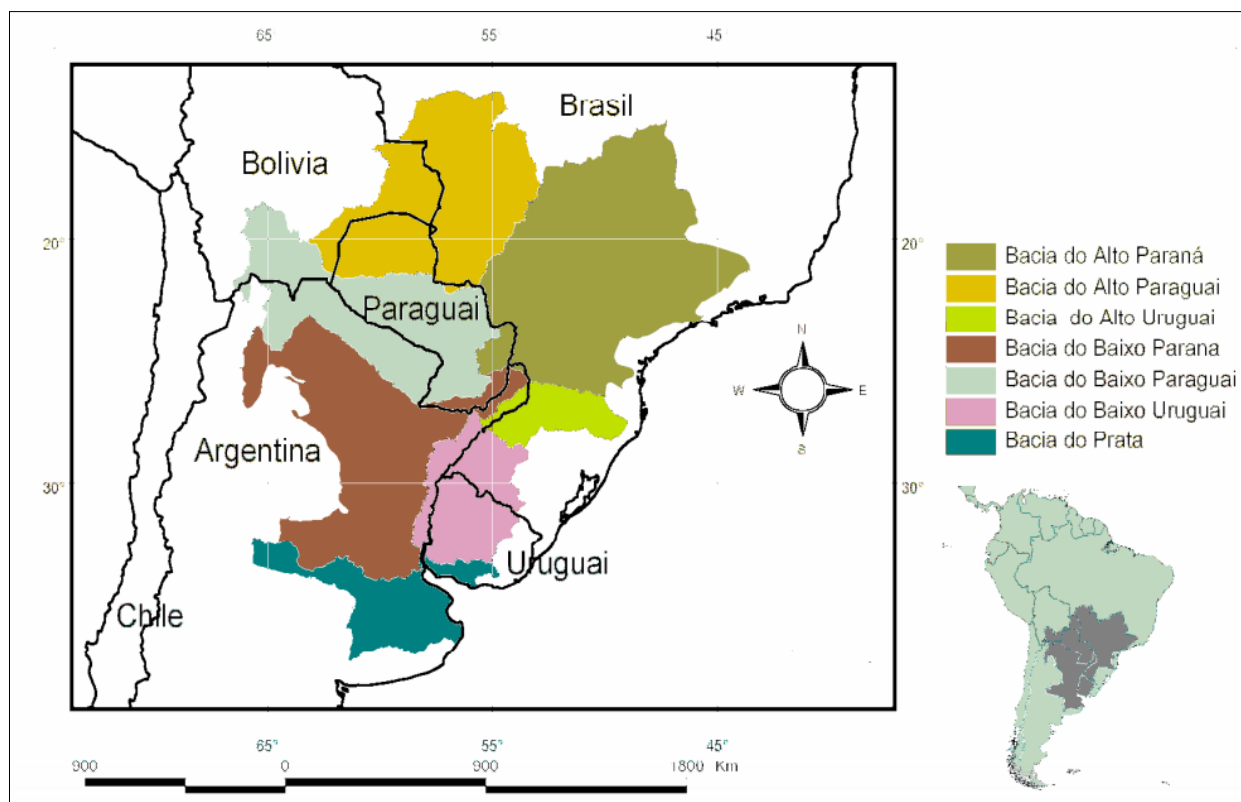 65 55 45
Brasil
Bolivia
20° 20°
Paraguai
Argentina
30° 30°
Uruguai
Chile
65° 55° 45°
900 0 900 1800 Km
Bacia do Alto Paraná
Bacia do Alto Paraguai
Bacia do Alto Uruguai
Bacia do Baixo Parana
Bacia do Baixo Paraguai
Bacia do Baixo Uruguai
Bacia do Prata
N
W E
S